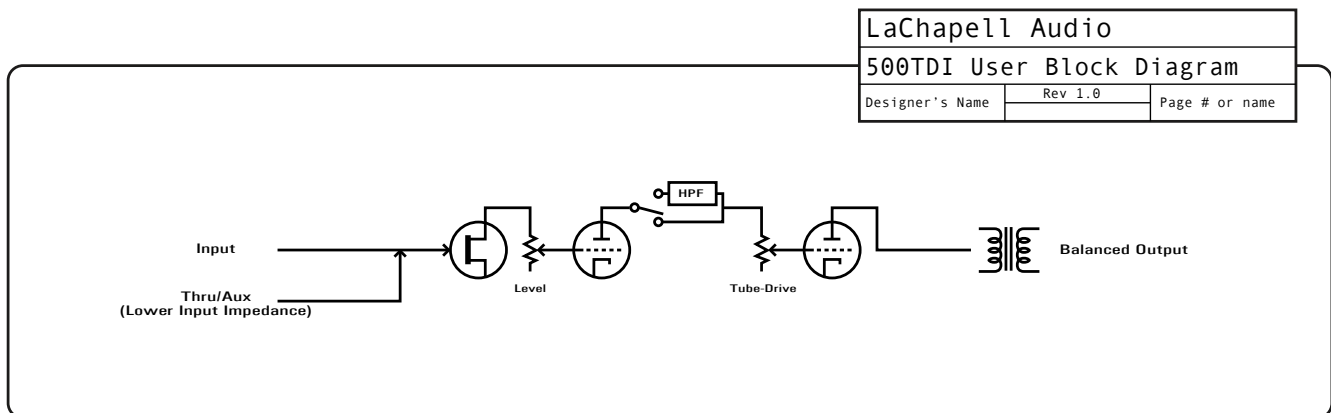 LaChapell Audio
500TDI User Block Diagram
Designer's Name
Rev 1.0
Page # or name
HPF
Input
Balanced Output
Level
Tube-Drive
Thru/Aux
(Lower Input Impedance)